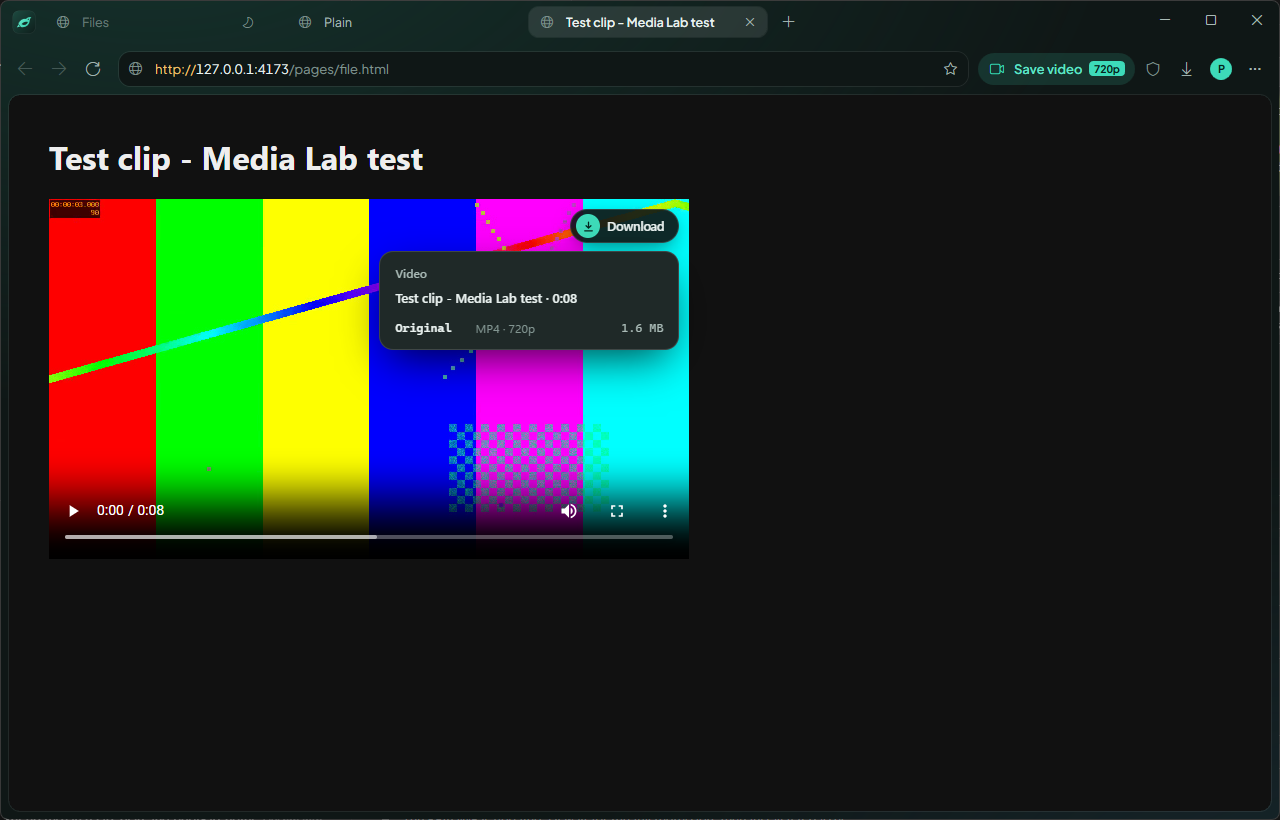 Files
Plain
Test clip - Media Lab test
http://127.0.0.1:4173/pages/file.html
Save video 720p
P
Test clip - Media Lab test
00:00:03.000
90
Download
Video
Test clip - Media Lab test · 0:08
Original MP4 · 720p 1.6 MB
0:00 / 0:08